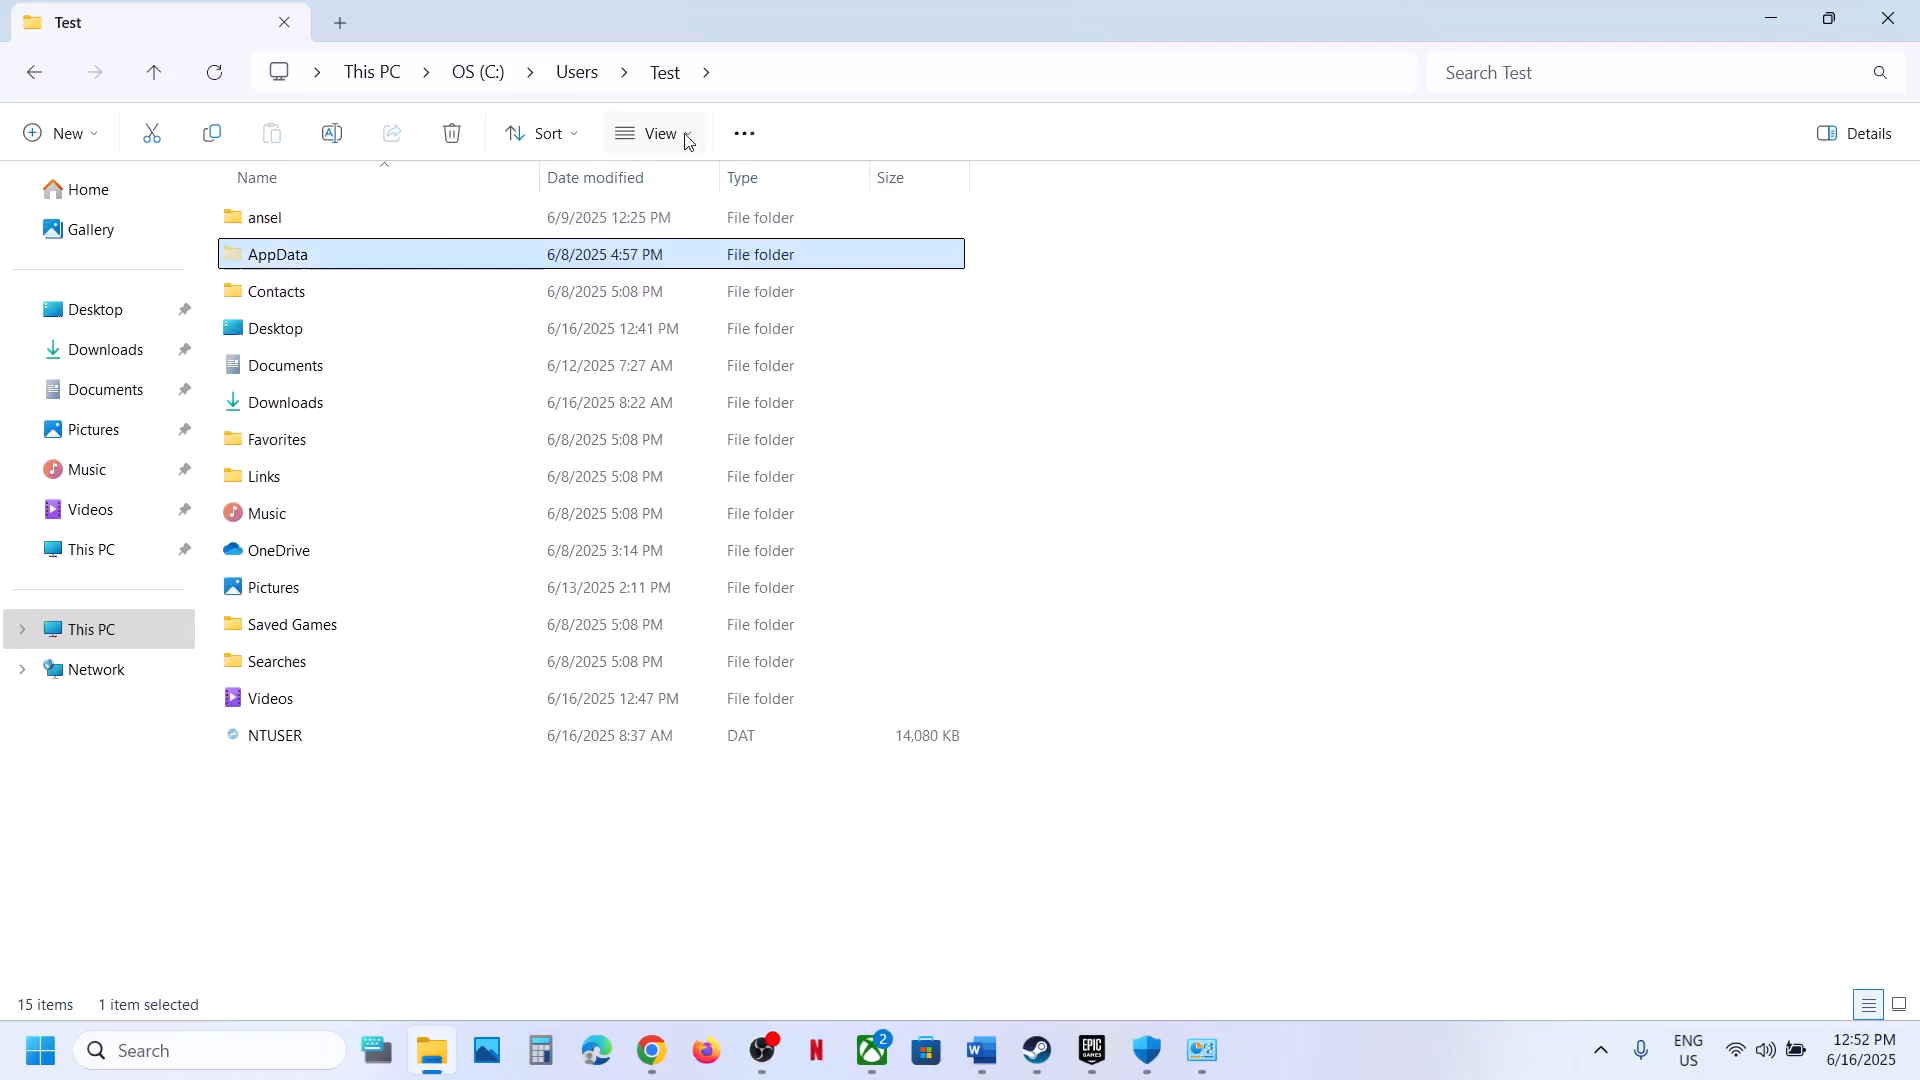 Test
This PC > OS (C:) > Users > Test >
Search Test
New
Sort
View
Details
Name Date modified Type Size
Home
Gallery
Desktop
Downloads
Documents
Pictures
Music
Videos
This PC
This PC
Network
ansel 6/9/2025 12:25 PM File folder
AppData 6/8/2025 4:57 PM File folder
Contacts 6/8/2025 5:08 PM File folder
Desktop 6/16/2025 12:41 PM File folder
Documents 6/12/2025 7:27 AM File folder
Downloads 6/16/2025 8:22 AM File folder
Favorites 6/8/2025 5:08 PM File folder
Links 6/8/2025 5:08 PM File folder
Music 6/8/2025 5:08 PM File folder
OneDrive 6/8/2025 3:14 PM File folder
Pictures 6/13/2025 2:11 PM File folder
Saved Games 6/8/2025 5:08 PM File folder
Searches 6/8/2025 5:08 PM File folder
Videos 6/16/2025 12:47 PM File folder
NTUSER 6/16/2025 8:37 AM DAT 14,080 KB
15 items 1 item selected
Search
N
2
W
EPIC
GAMES
ENG
US
12:52 PM
6/16/2025